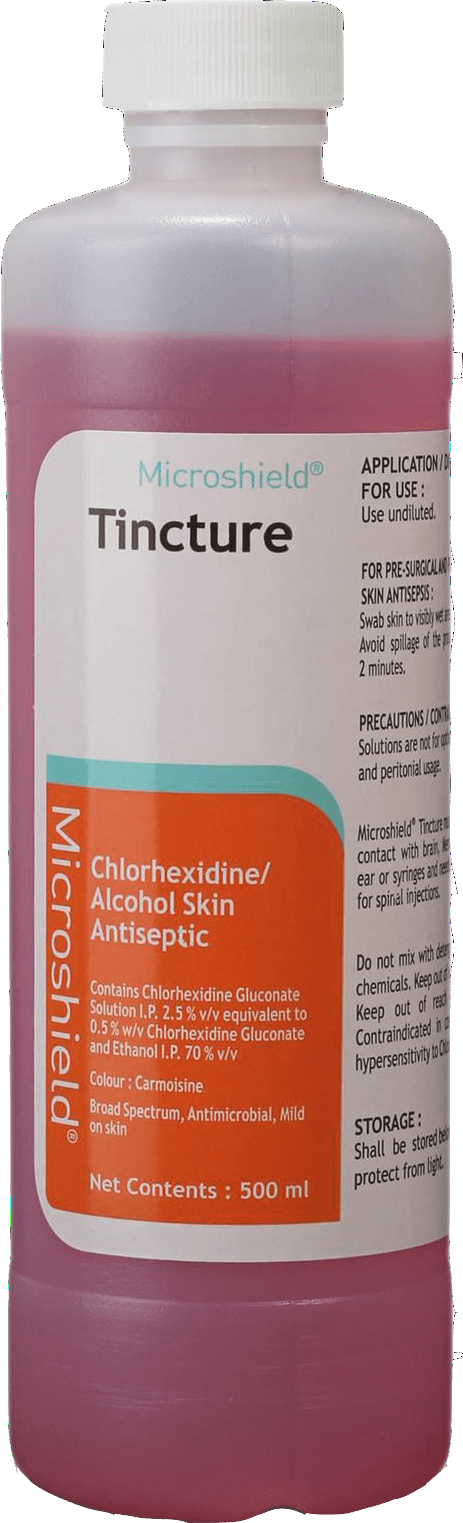 Microshield®
Tincture
Microshield®
Chlorhexidine/
Alcohol Skin
Antiseptic
Contains Chlorhexidine Gluconate
Solution I.P. 2.5 % v/v equivalent to
0.5 % w/v Chlorhexidine Gluconate
and Ethanol I.P. 70 % v/v
Colour : Carmoisine
Broad Spectrum, Antimicrobial, Mild
on skin
Net Contents : 500 ml
APPLICATION /
FOR USE :
Use undiluted.
FOR PRE-SURGICAL AND
SKIN ANTISEPSIS :
Swab skin to visibly wet
Avoid spillage of the
2 minutes.
PRECAUTIONS /
Solutions are not for
and peritonial usage.
Microshield® Tincture
contact with brain,
ear or syringes and
for spinal injections.
Do not mix with
chemicals. Keep out of
Keep out of reach
Contraindicated in
hypersensitivity to
STORAGE :
Shall be stored
protect from light.